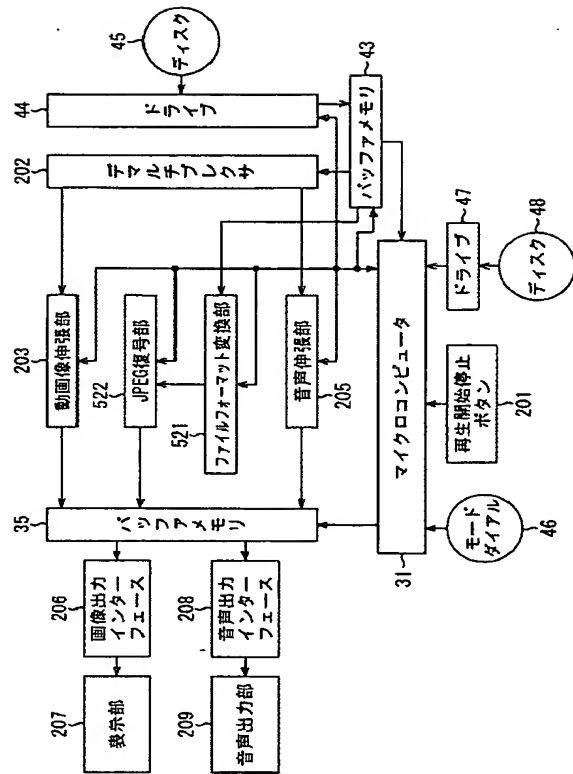 207
表示部
206
画像出力
インター
フェース
209
音声出力部
208
音声出力
インター
フェース
35
バッファメモリ
203
動画像伸張部
522
JPEG復号部
521
ファイルフォーマット変換部
音声伸張部
205
202
デマルチプレクサ
44
ドライブ
45
ディスク
43
バッファメモリ
31
マイクロコンピュータ
モード
ダイアル
46
再生開始停止
ボタン
201
47
ドライブ
ディスク
48